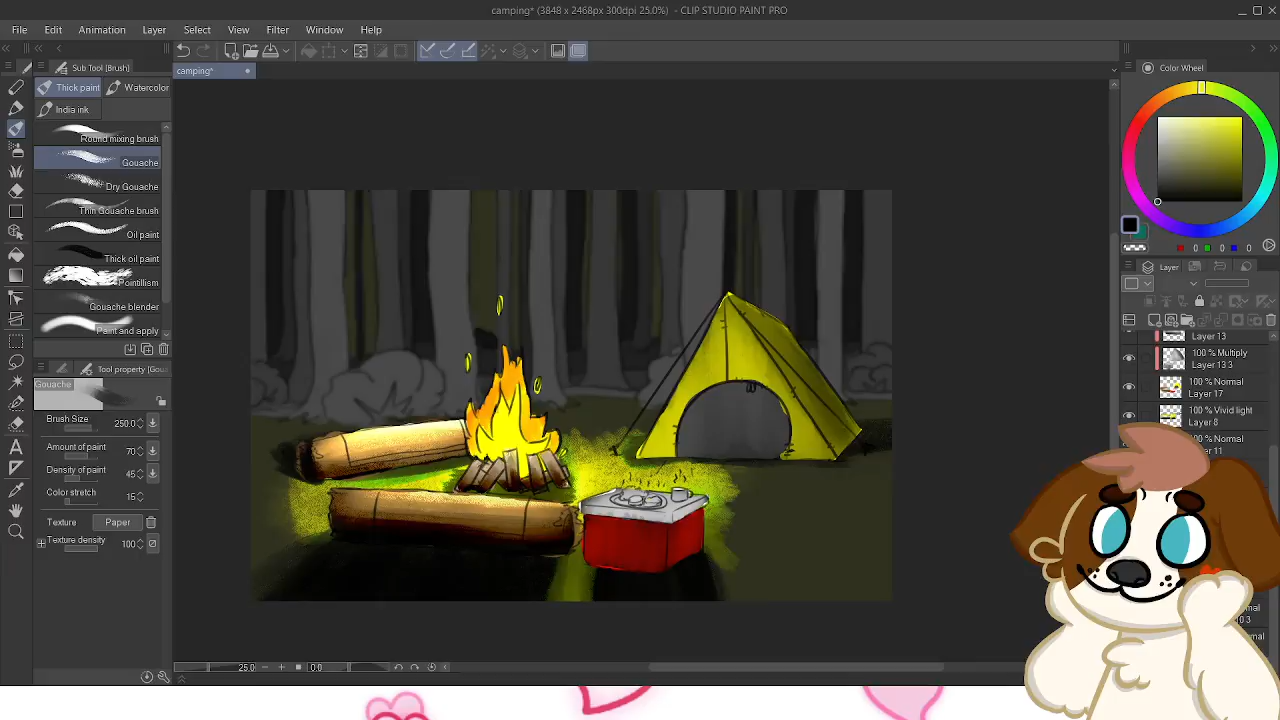 camping* (3848 x 2468px 300dpi 25.0%) - CLIP STUDIO PAINT PRO
File Edit Animation Layer Select View Filter Window Help
Sub Tool [Brush]
camping*
Color Wheel
Thick paint Watercolor
India ink
Round mixing brush
Gouache
Dry Gouache
Thin Gouache brush
Oil paint
Thick oil paint
Pointillism
Gouache blender
Paint and apply
0 0 0
Layer
Layer 13
100 % Multiply
Layer 13 3
100 % Normal
Layer 17
100 % Vivid light
Layer 8
Normal
11
Tool property [Goua
Gouache
Brush Size 250.0
Amount of paint 70
Density of paint 45
Color stretch 15
Texture Paper
Texture density 100
25.0 0.0